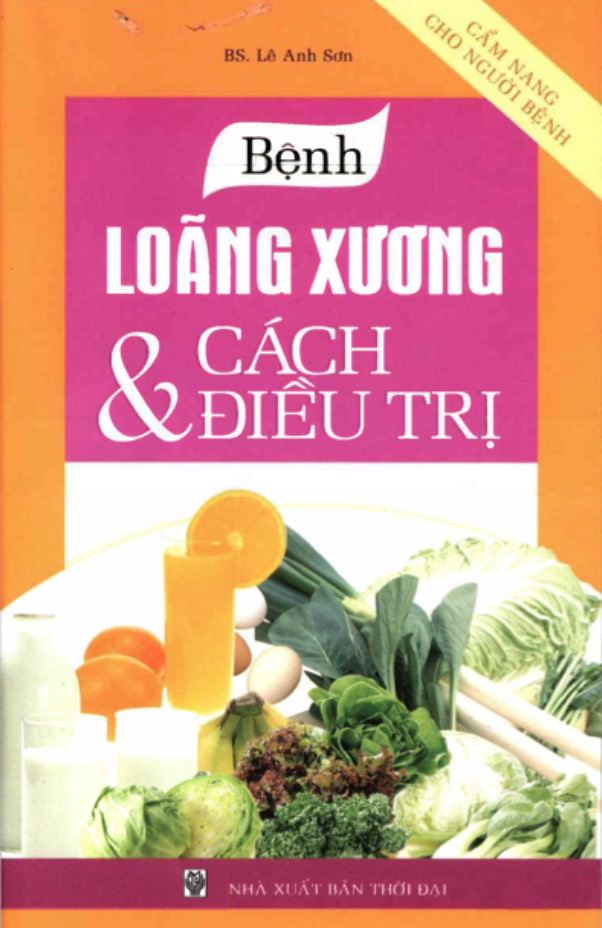 BS. Lê Anh Sơn
CẨM NANG
CHO NGƯỜI BỆNH
Bệnh
LOÃNG XƯƠNG
& CÁCH
ĐIỀU TRỊ
NHÀ XUẤT BẢN THỜI ĐẠI